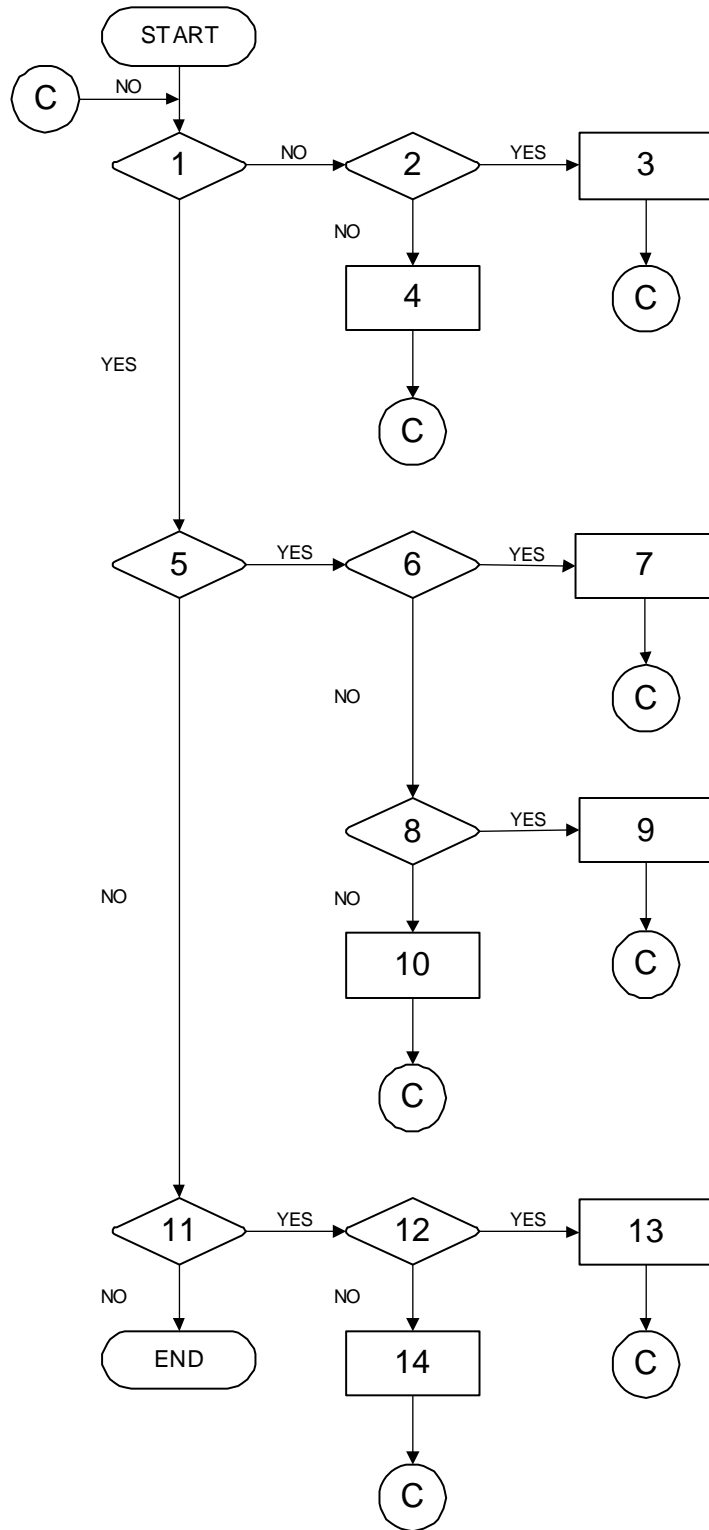 START
C
NO
1
NO
2
YES
3
NO
4
C
YES
C
5
YES
6
YES
7
NO
C
8
YES
9
NO
NO
10
C
C
11
YES
12
YES
13
NO
NO
END
14
C
C